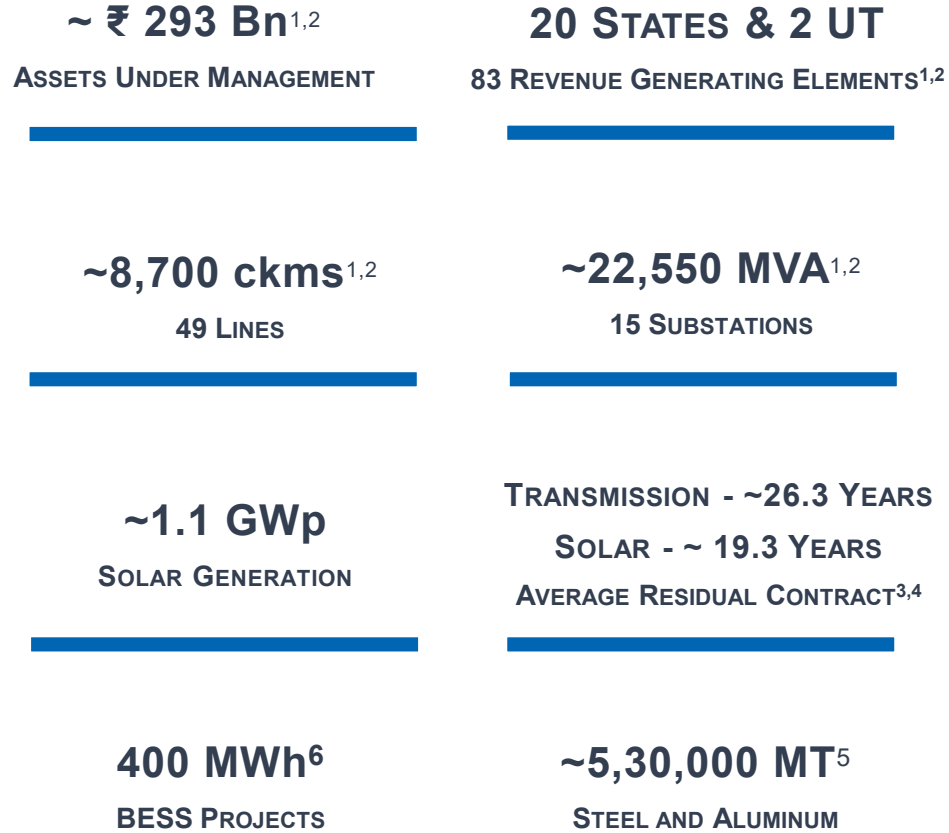 ~ ₹ 293 Bn1,2
ASSETS UNDER MANAGEMENT
20 STATES & 2 UT
83 REVENUE GENERATING ELEMENTS1,2
~8,700 ckms1,2
49 LINES
~22,550 MVA1,2
15 SUBSTATIONS
~1.1 GWp
SOLAR GENERATION
TRANSMISSION - ~26.3 YEARS
SOLAR - ~ 19.3 YEARS
AVERAGE RESIDUAL CONTRACT3,4
400 MWh6
BESS PROJECTS
~5,30,000 MT5
STEEL AND ALUMINUM